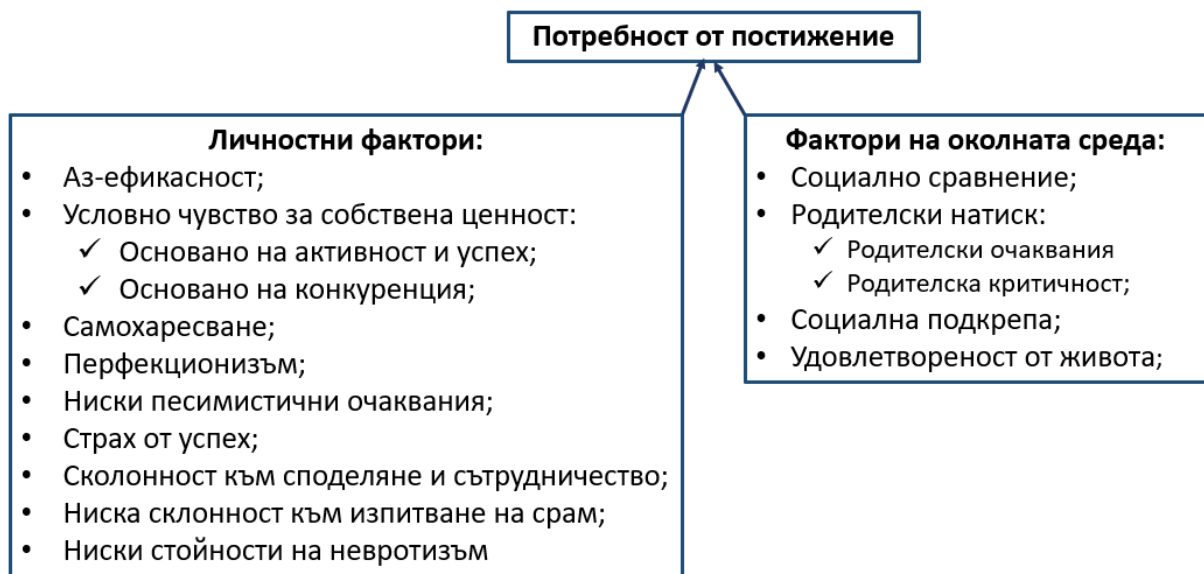 Потребност от постижение
Личностни фактори:
• Аз-ефикасност;
• Условно чувство за собствена ценност:
✓ Основано на активност и успех;
✓ Основано на конкуренция;
• Самохаресване;
• Перфекционизъм;
• Ниски песимистични очаквания;
• Страх от успех;
• Сколонност към споделяне и сътрудничество;
• Ниска склонност към изпитване на срам;
• Ниски стойности на невротизъм
Фактори на околната среда:
• Социално сравнение;
• Родителски натиск:
✓ Родителски очаквания
✓ Родителска критичност;
• Социална подкрепа;
• Удовлетвореност от живота;